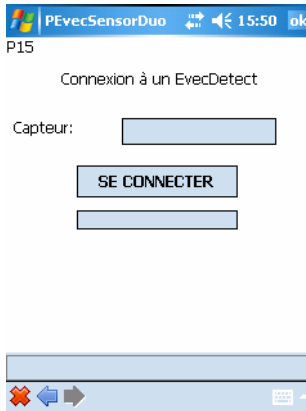 PEvecSensorDuo 15:50 ok
P15
Connexion à un EvecDetect
Capteur:
SE CONNECTER